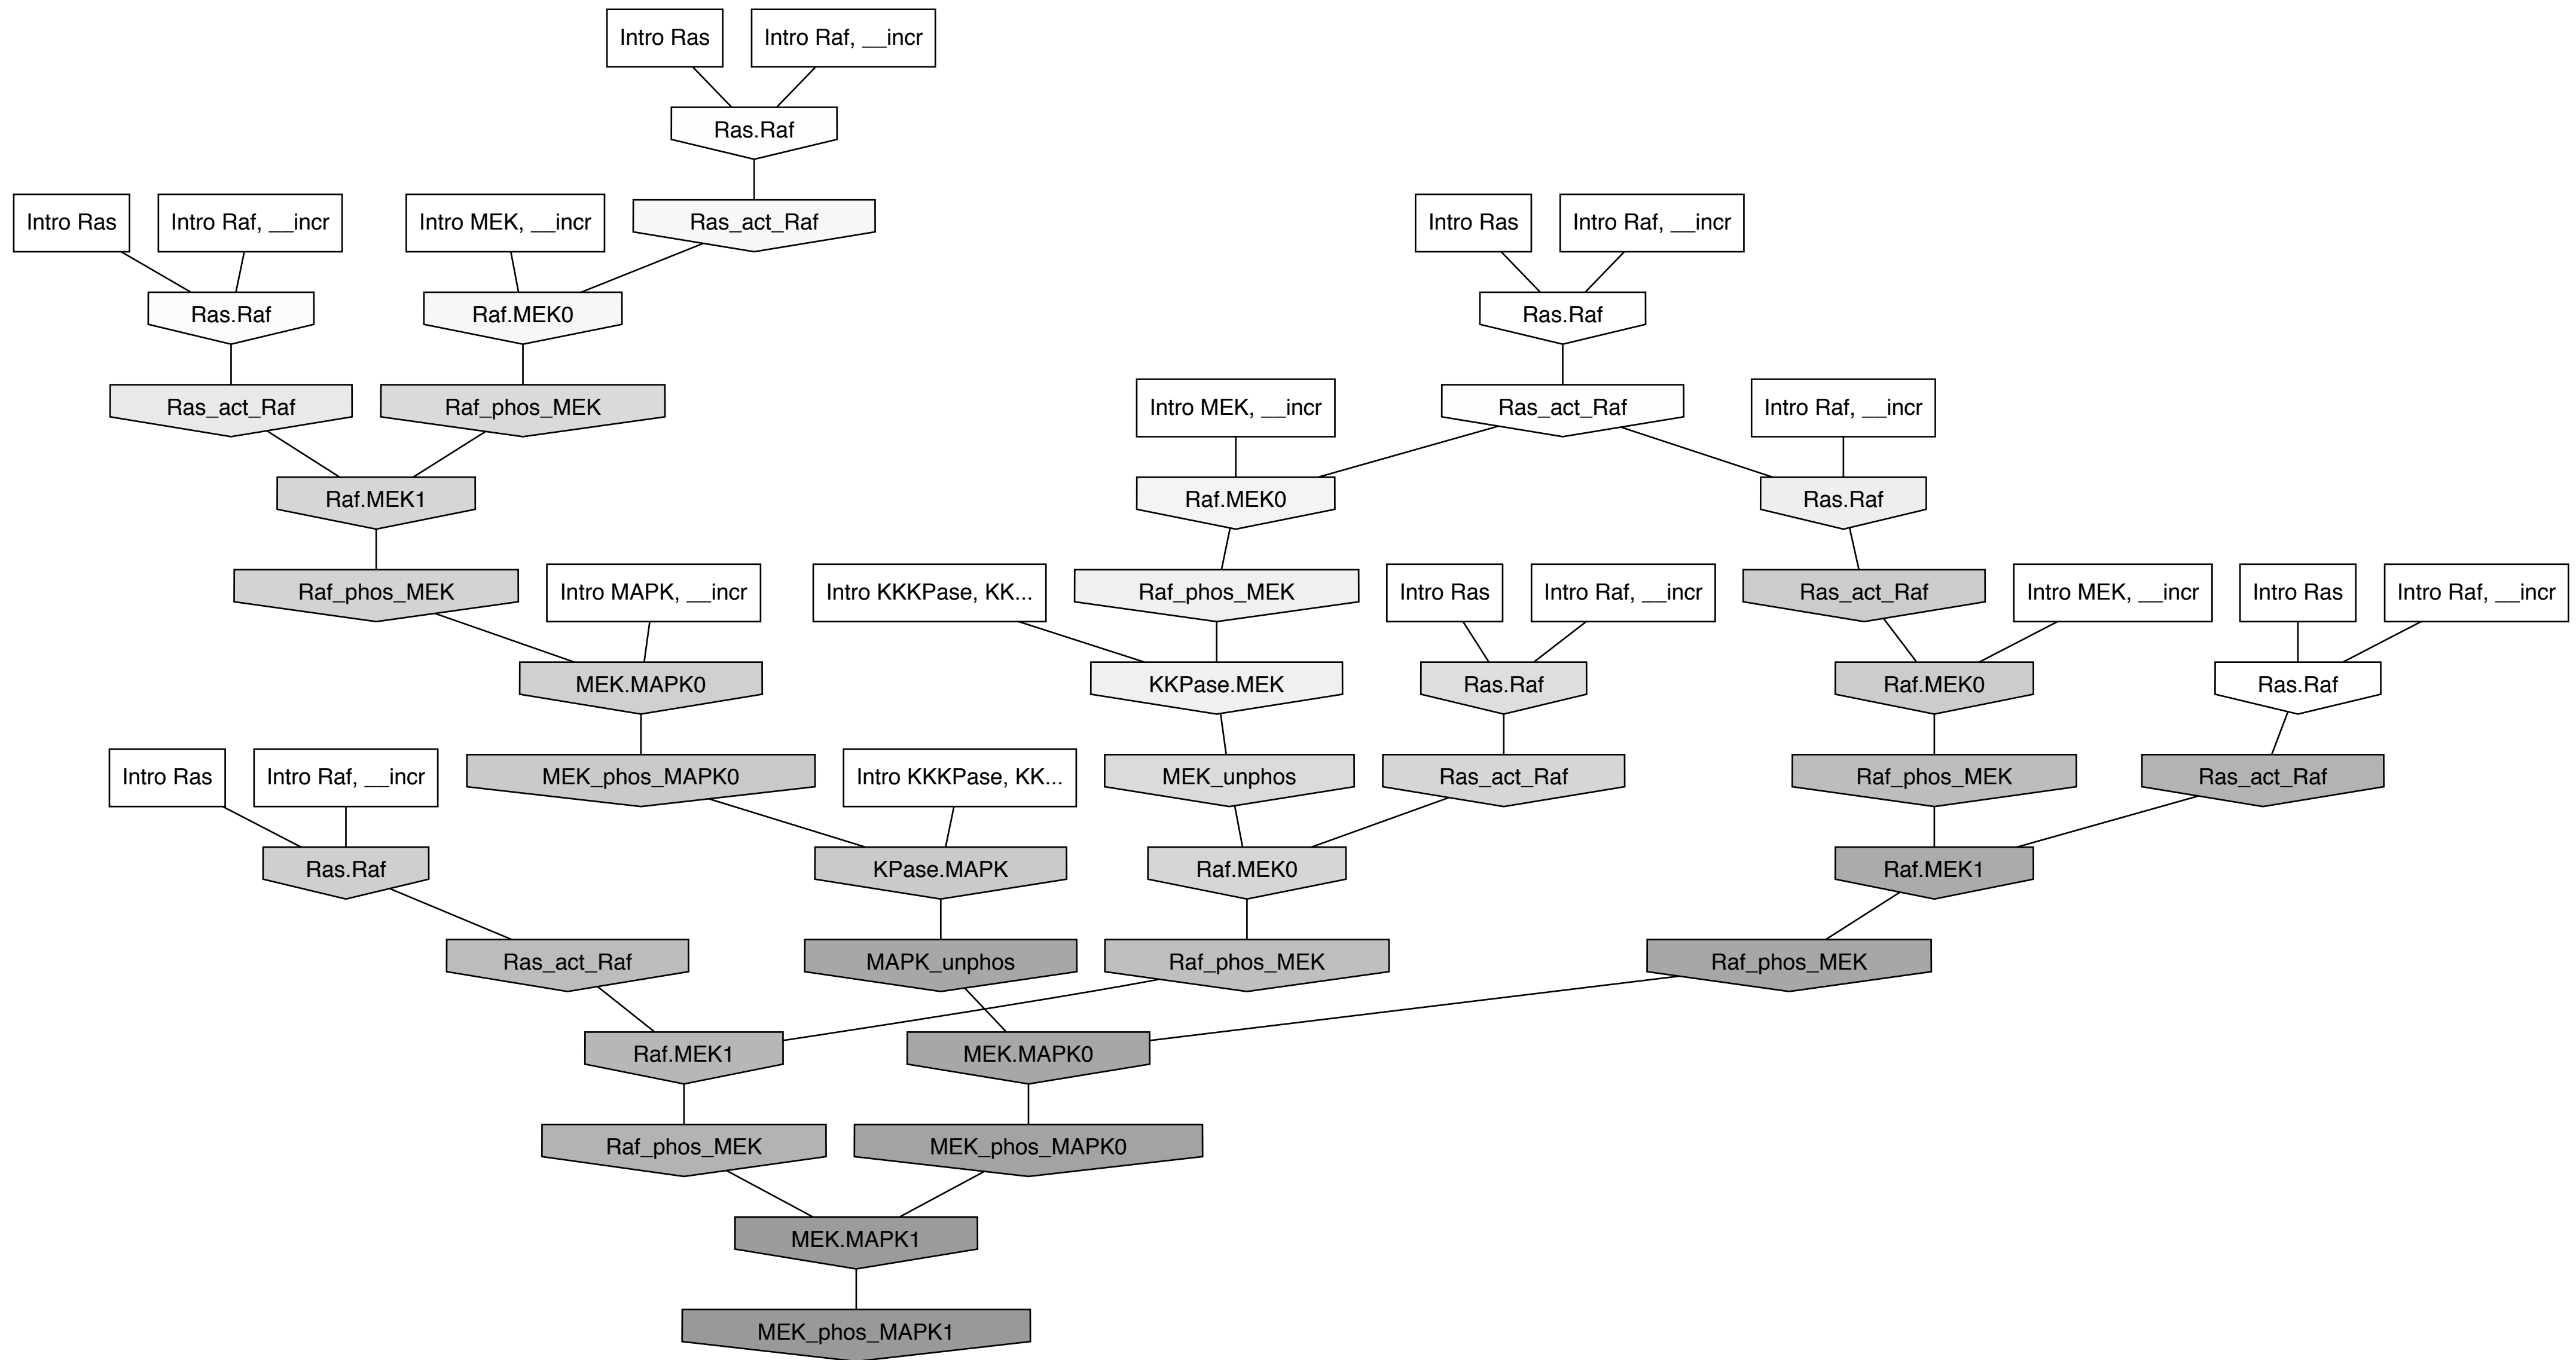 Intro Ras
Intro Raf, __incr
Ras.Raf
Intro Ras
Intro Raf, __incr
Intro MEK, __incr
Ras_act_Raf
Intro Ras
Intro Raf, __incr
Ras.Raf
Raf.MEK0
Ras.Raf
Ras_act_Raf
Raf_phos_MEK
Intro MEK, __incr
Ras_act_Raf
Intro Raf, __incr
Raf.MEK1
Raf.MEK0
Ras.Raf
Raf_phos_MEK
Intro MAPK, __incr
Intro KKKPase, KK...
Raf_phos_MEK
Intro Ras
Intro Raf, __incr
Ras_act_Raf
Intro MEK, __incr
Intro Ras
Intro Raf, __incr
MEK.MAPK0
KKPase.MEK
Ras.Raf
Raf.MEK0
Ras.Raf
Intro Ras
Intro Raf, __incr
MEK_phos_MAPK0
Intro KKKPase, KK...
MEK_unphos
Ras_act_Raf
Raf_phos_MEK
Ras_act_Raf
Ras.Raf
KPase.MAPK
Raf.MEK0
Raf.MEK1
Ras_act_Raf
MAPK_unphos
Raf_phos_MEK
Raf_phos_MEK
Raf.MEK1
MEK.MAPK0
Raf_phos_MEK
MEK_phos_MAPK0
MEK.MAPK1
MEK_phos_MAPK1